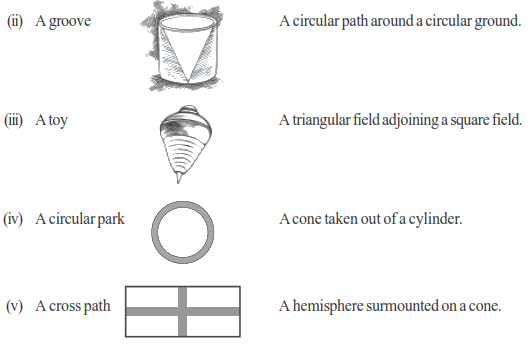 (ii) A groove A circular path around a circular ground.
(iii) A toy A triangular field adjoining a square field.
(iv) A circular park A cone taken out of a cylinder.
(v) A cross path A hemisphere surmounted on a cone.